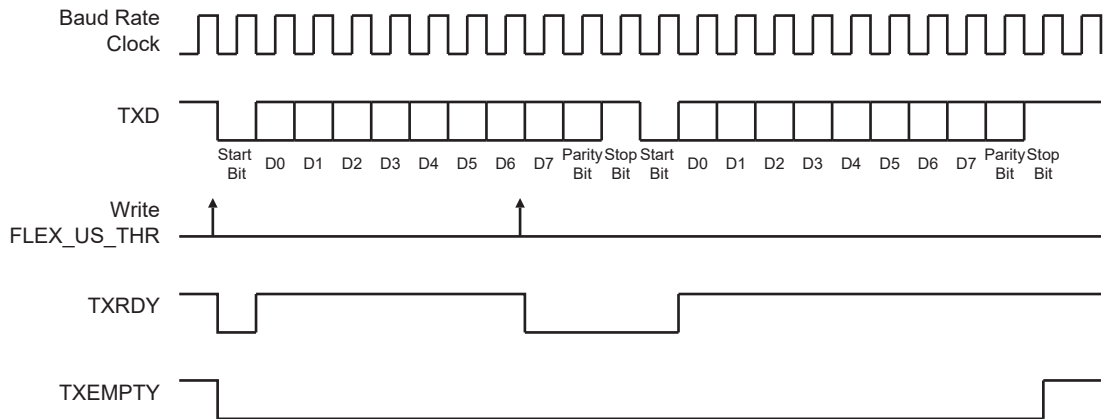 Baud Rate
Clock
TXD
Start
Bit
D0
D1
D2
D3
D4
D5
D6
D7
Parity
Bit
Stop
Bit
Start
Bit
D0
D1
D2
D3
D4
D5
D6
D7
Parity
Bit
Stop
Bit
Write
FLEX_US_THR
TXRDY
TXEMPTY